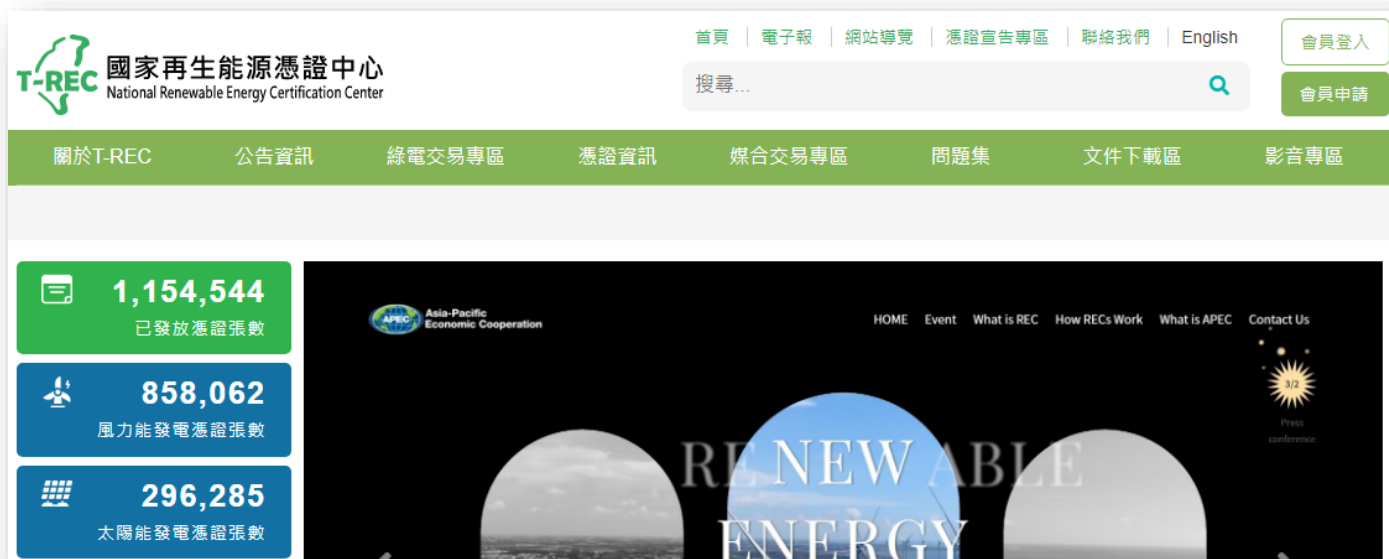 首頁 電子報 網站導覽 憑證宣告專區 聯絡我們 English
會員登入
T-REC
國家再生能源憑證中心
National Renewable Energy Certification Center
搜尋...
會員申請
關於T-REC 公告資訊 綠電交易專區 憑證資訊 媒合交易專區 問題集 文件下載區 影音專區
1,154,544
已發放憑證張數
858,062
風力能發電憑證張數
296,285
太陽能發電憑證張數
APEC
Asia-Pacific
Economic Cooperation
HOME Event What is REC How RECs Work What is APEC Contact Us
3/2
Press
conference
RENEWABLE
ENERGY